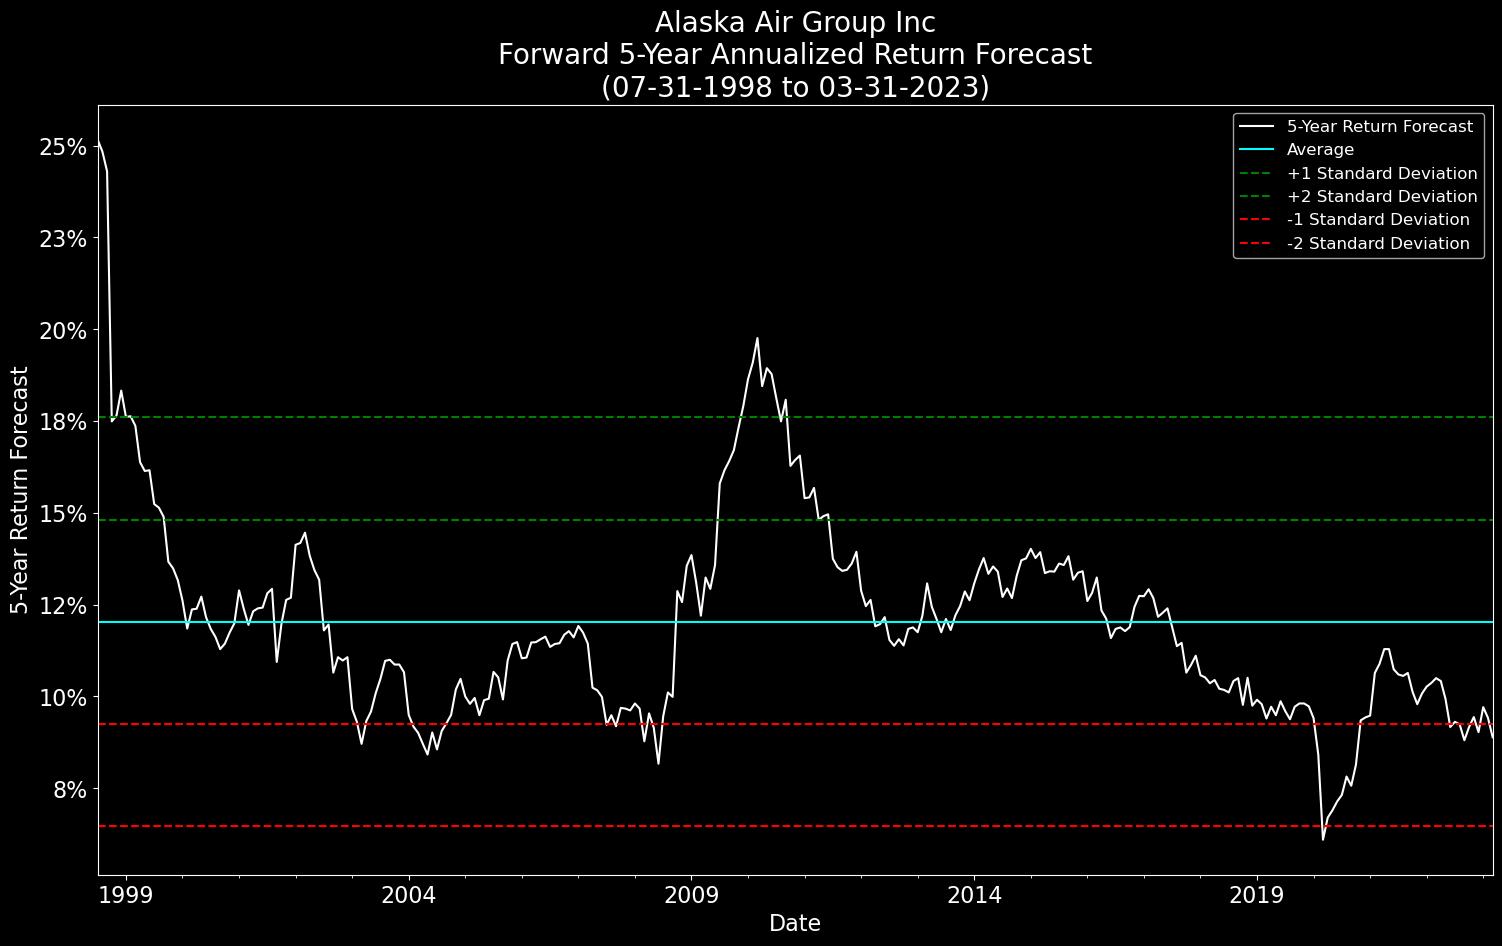 Alaska Air Group Inc
Forward 5-Year Annualized Return Forecast
(07-31-1998 to 03-31-2023)
5-Year Return Forecast
Average
+1 Standard Deviation
+2 Standard Deviation
-1 Standard Deviation
-2 Standard Deviation
5-Year Return Forecast
25%
23%
20%
18%
15%
12%
10%
8%
1999
2004
2009
2014
2019
Date